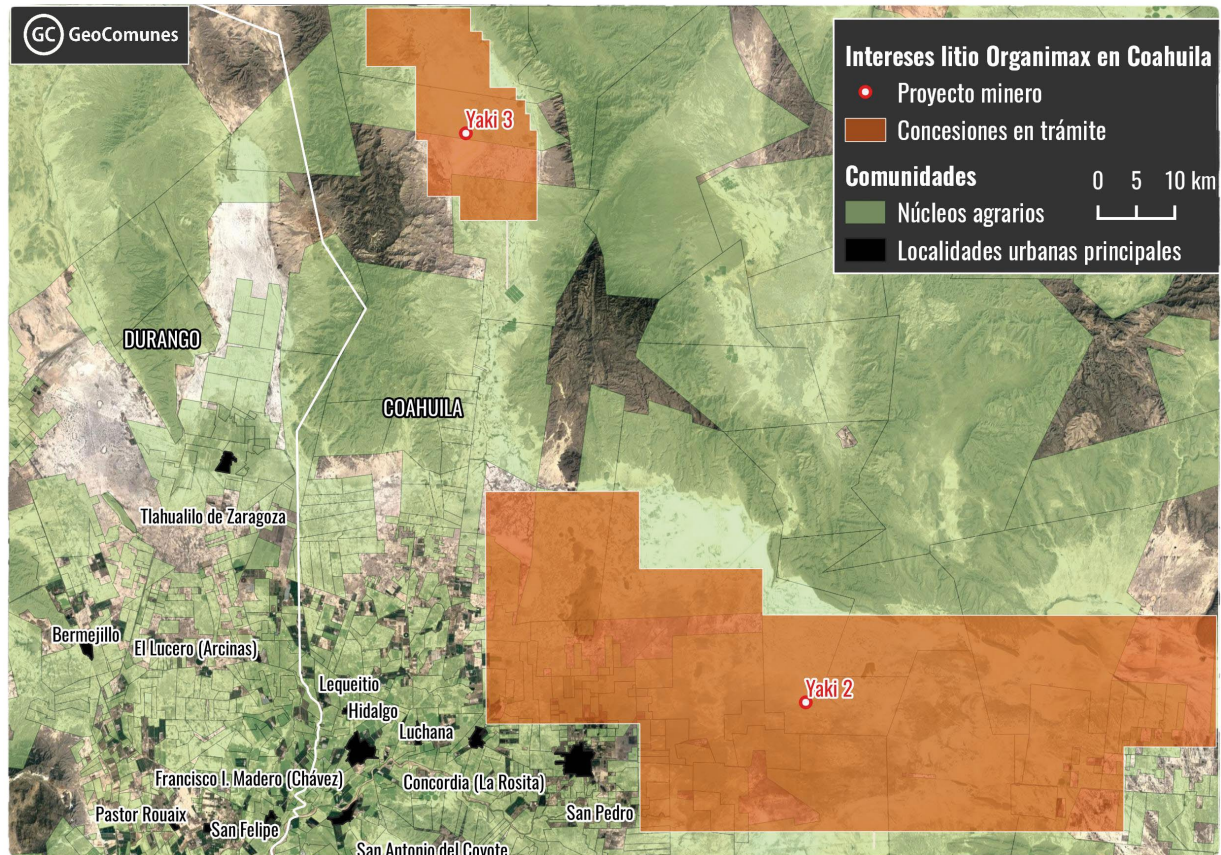 GC GeoComunes
Intereses litio Organimax en Coahuila
Proyecto minero
Concesiones en trámite
Comunidades
0 5 10 km
Núcleos agrarios
Localidades urbanas principales
Yaki 3
DURANGO
COAHUILA
Tlahualilo de Zaragoza
Bermejillo
El Lucero (Arcinas)
Lequeitio
Yaki 2
Hidalgo
Luchana
Francisco I. Madero (Chávez)
Concordia (La Rosita)
Pastor Rouaix
San Pedro
San Felipe
San Antonio del Coyote